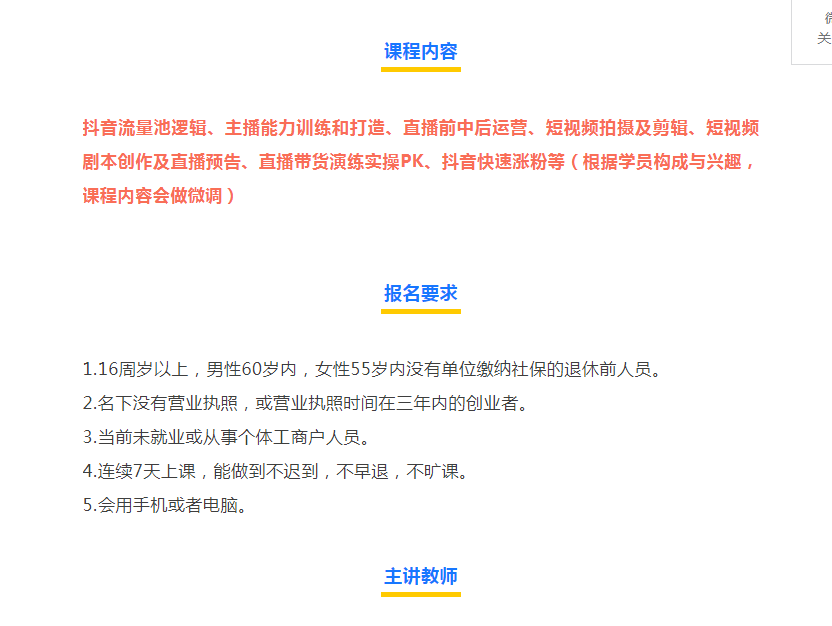 关
课程内容
抖音流量池逻辑、主播能力训练和打造、直播前中后运营、短视频拍摄及剪辑、短视频
剧本创作及直播预告、直播带货演练实操PK、抖音快速涨粉等（根据学员构成与兴趣，
课程内容会做微调）
报名要求
1.16周岁以上，男性60岁内，女性55岁内没有单位缴纳社保的退休前人员。
2.名下没有营业执照，或营业执照时间在三年内的创业者。
3.当前未就业或从事个体工商户人员。
4.连续7天上课，能做到不迟到，不早退，不旷课。
5.会用手机或者电脑。
主讲教师